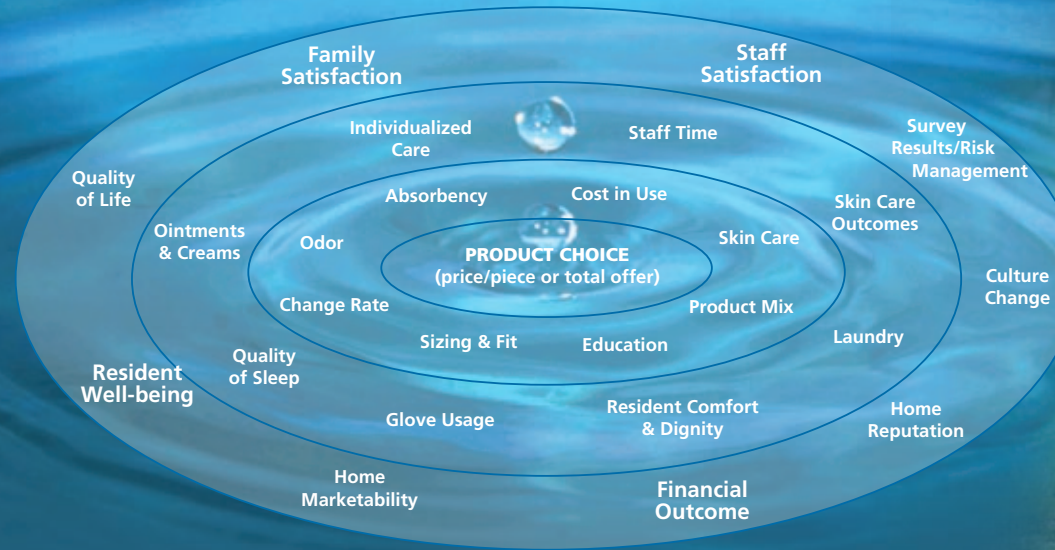 Family
Satisfaction
Staff
Satisfaction
Individualized
Care
Staff Time
Survey
Results/Risk
Management
Quality
of Life
Absorbency
Cost in Use
Skin Care
Outcomes
Ointments
& Creams
Odor
Skin Care
PRODUCT CHOICE
(price/piece or total offer)
Culture
Change
Change Rate
Product Mix
Sizing & Fit
Education
Laundry
Quality
of Sleep
Resident
Well-being
Glove Usage
Resident Comfort
& Dignity
Home
Reputation
Home
Marketability
Financial
Outcome